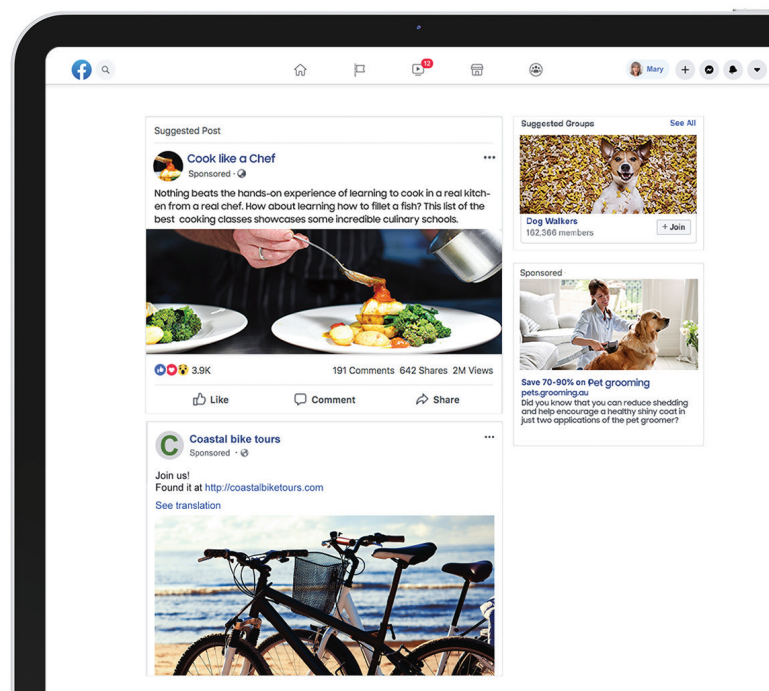 f
12
Mary
Suggested Post
Cook like a Chef
Sponsored ·
Nothing beats the hands-on experience of learning to cook in a real kitch-
en from a real chef. How about learning how to fillet a fish? This list of the
best cooking classes showcases some incredible culinary schools.
3.9K
191 Comments 642 Shares 2M Views
Like
Comment
Share
C
Coastal bike tours
Sponsored ·
Join us!
Found it at http://coastalbiketours.com
See translation
Suggested Groups
See All
Dog Walkers
162,366 members
+ Join
Sponsored
Save 70-90% on Pet grooming
pets.grooming.au
Did you know that you can reduce shedding
and help encourage a healthy shiny coat in
just two applications of the pet groomer?